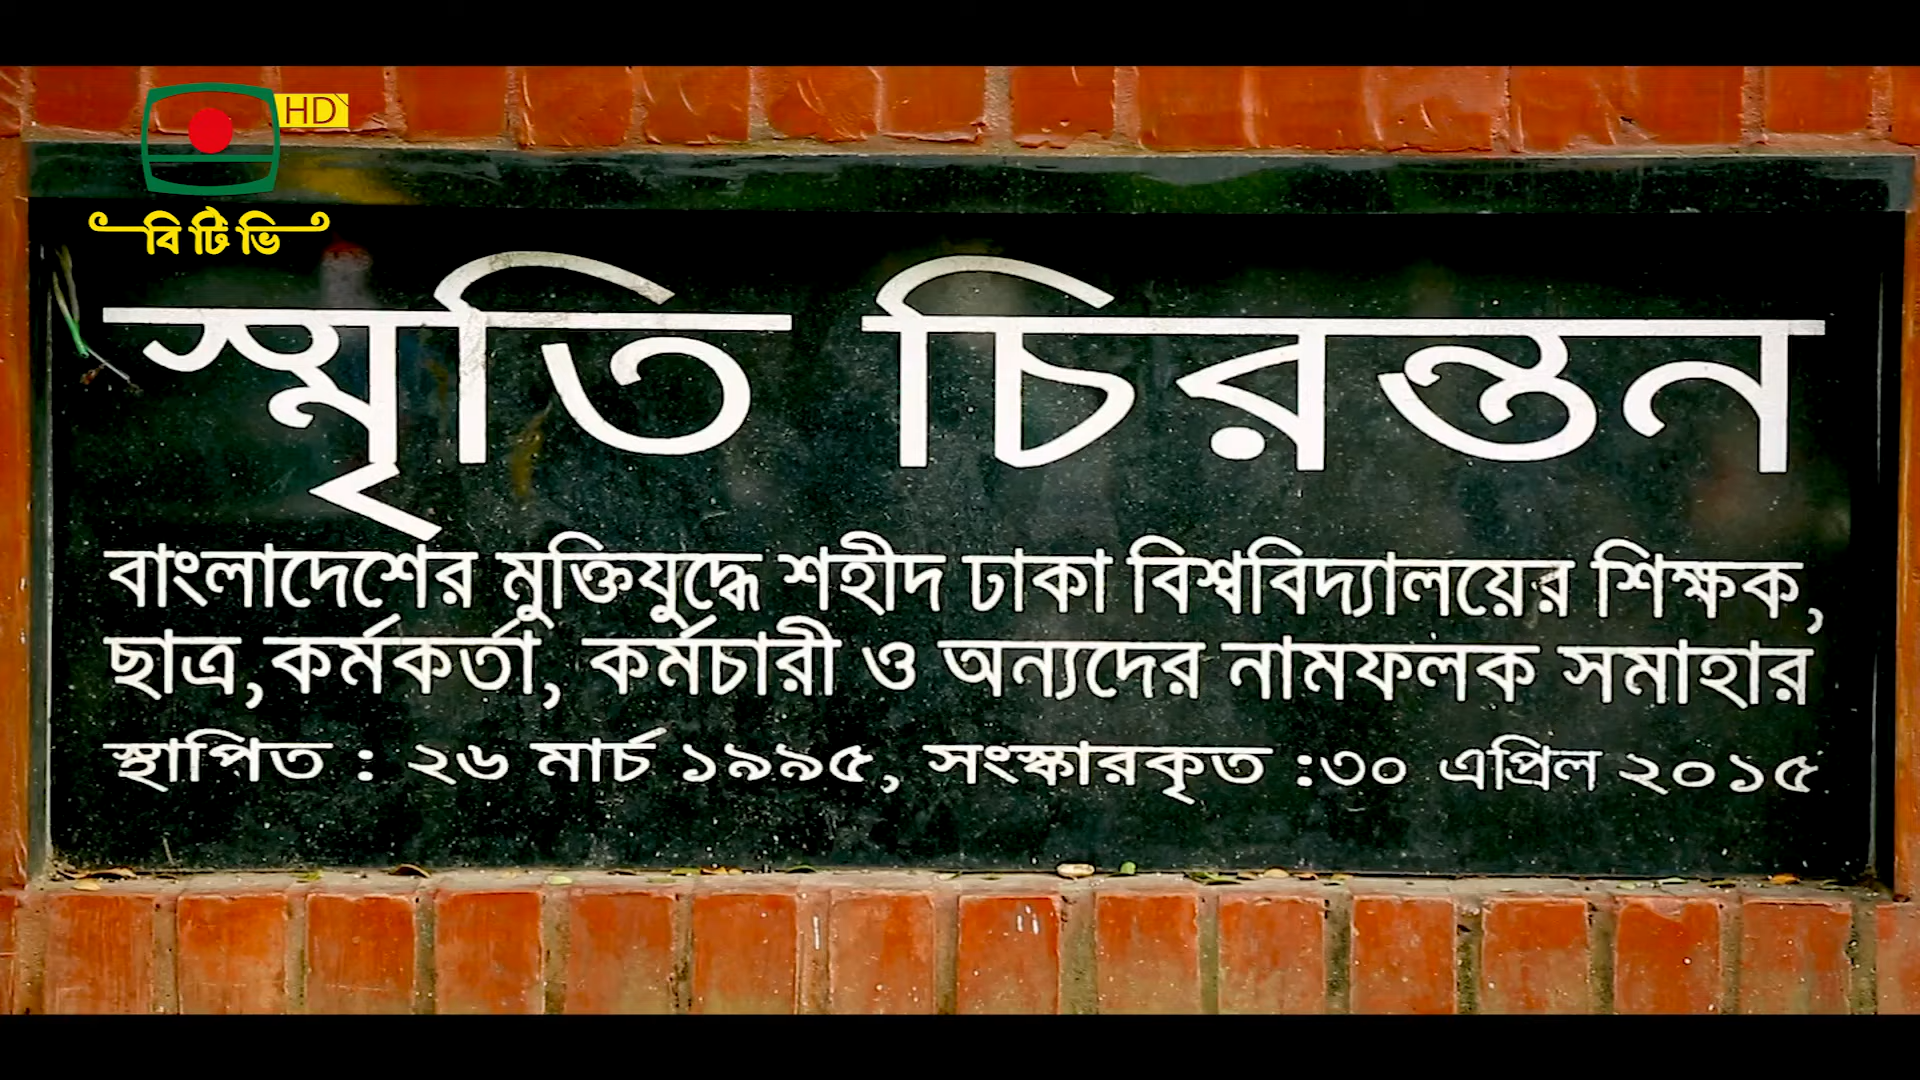 HD
বি টি ভি
স্মৃতি চিরন্তন
বাংলাদেশের মুক্তিযুদ্ধে শহীদ ঢাকা বিশ্ববিদ্যালয়ের শিক্ষক,
ছাত্র,কর্মকর্তা, কর্মচারী ও অন্যদের নামফলক সমাহার
স্থাপিত : ২৬ মার্চ ১৯৯৫, সংস্কারকৃত :৩০ এপ্রিল ২০১৫